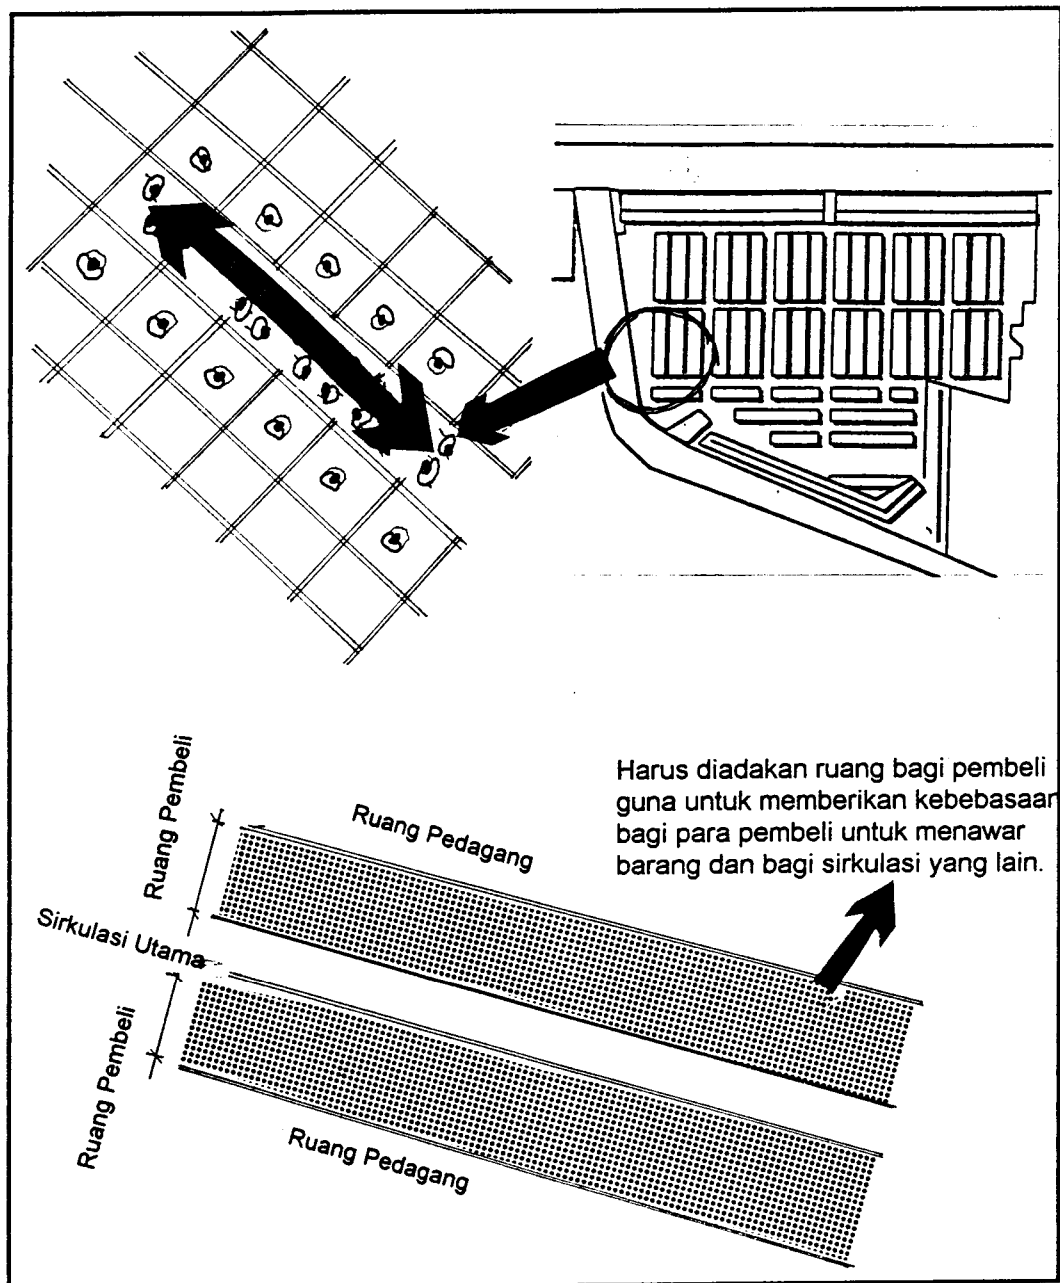 Harus diadakan ruang bagi pembeli
guna untuk memberikan kebebasaan
bagi para pembeli untuk menawar
barang dan bagi sirkulasi yang lain.
Ruang Pembeli
Ruang Pedagang
Sirkulasi Utama
Ruang Pembeli
Ruang Pedagang